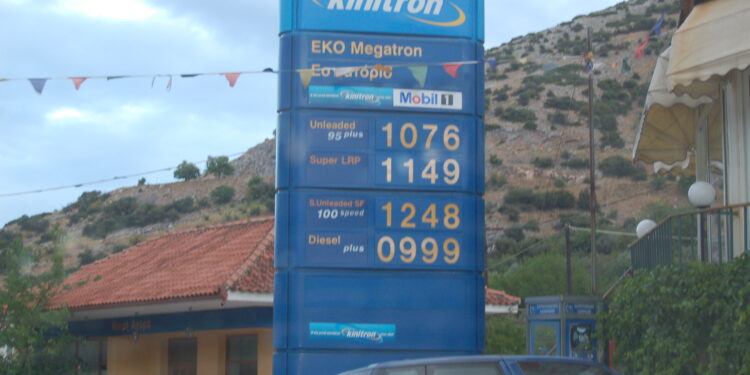 kinitron
EKO Megatron
kinitron
Mobil 1
Unleaded
95 plus
1076
Super LRP
1149
S.Unleaded SF
100 speed
1248
Diesel
plus
0999
kinitron